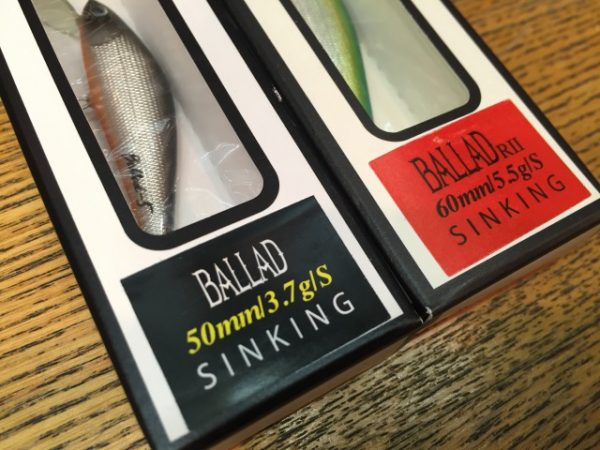 BALLAD
50mm/3.7g/S
SINKING
BALLAD RII
60mm/5.5g/S
SINKING